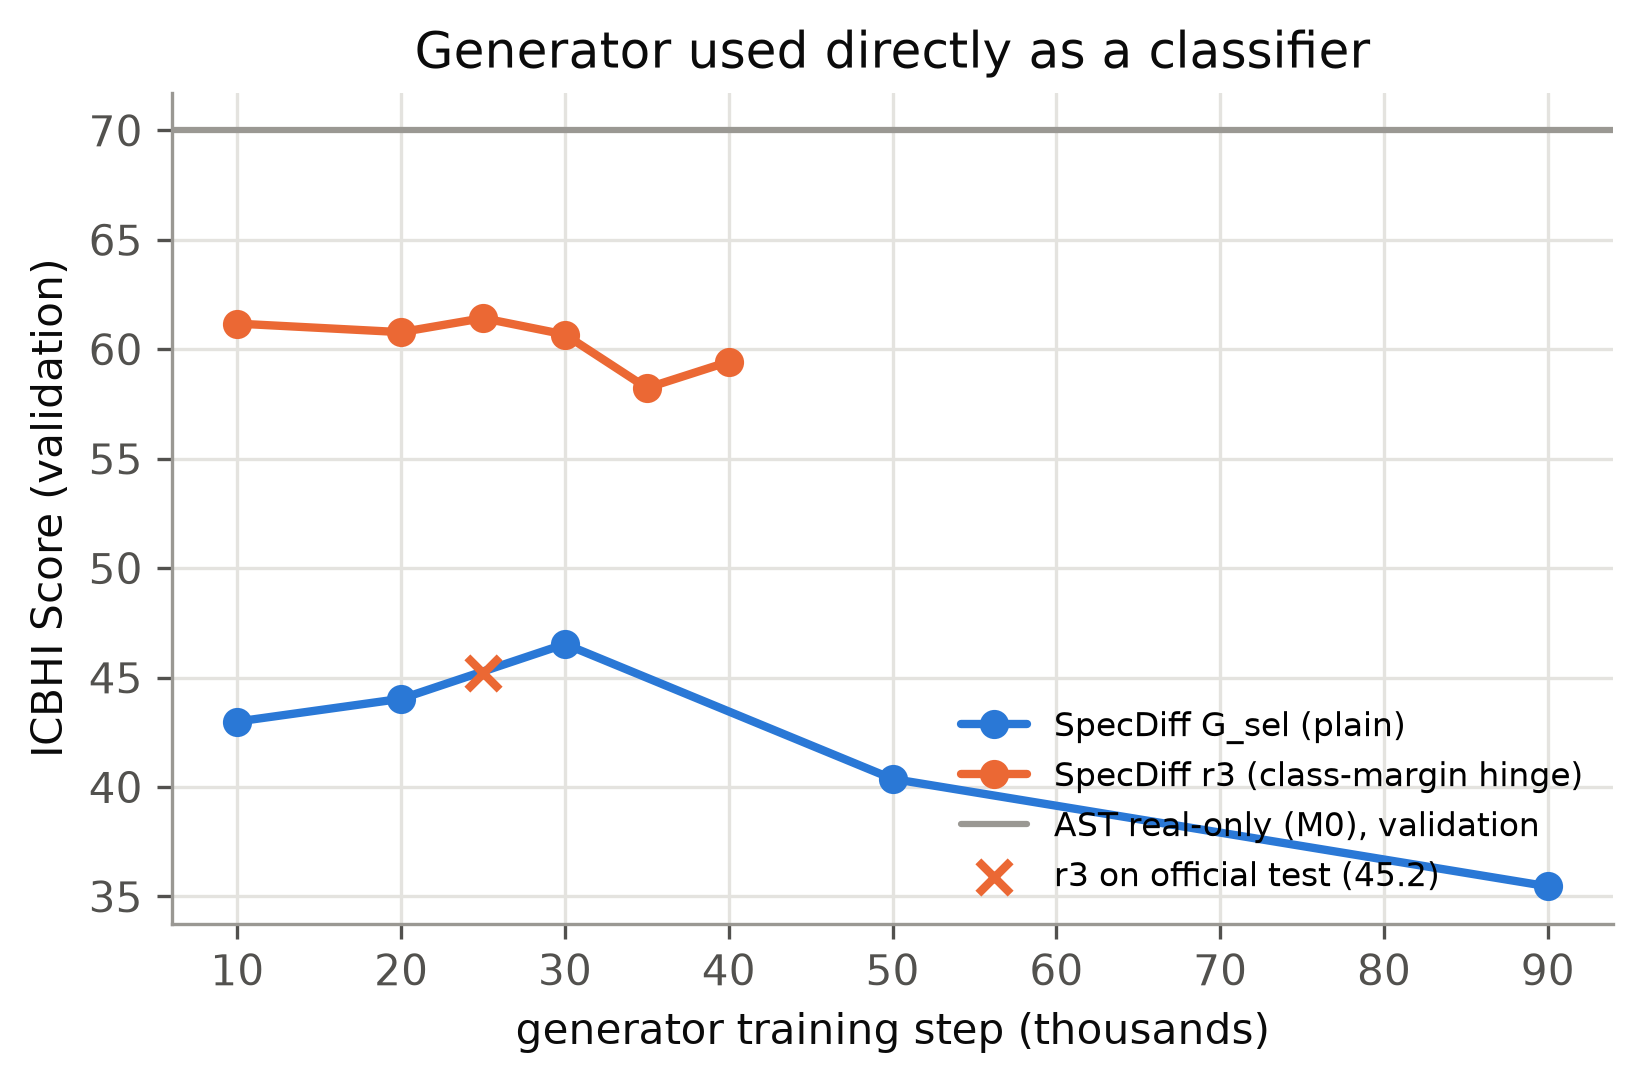 Generator used directly as a classifier
ICBHI Score (validation)
70
65
60
55
50
45
40
35
SpecDiff G_sel (plain)
SpecDiff r3 (class-margin hinge)
AST real-only (M0), validation
r3 on official test (45.2)
10 20 30 40 50 60 70 80 90
generator training step (thousands)